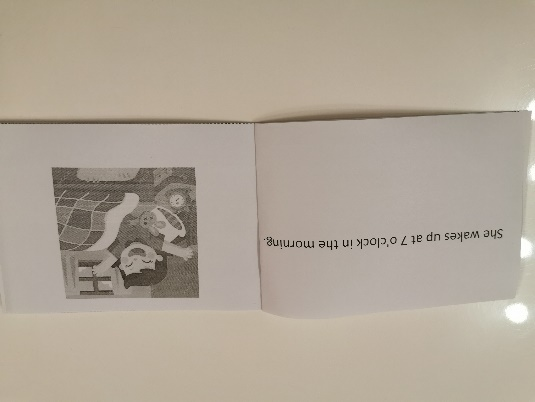 She wakes up at 7 o'clock in the morning.